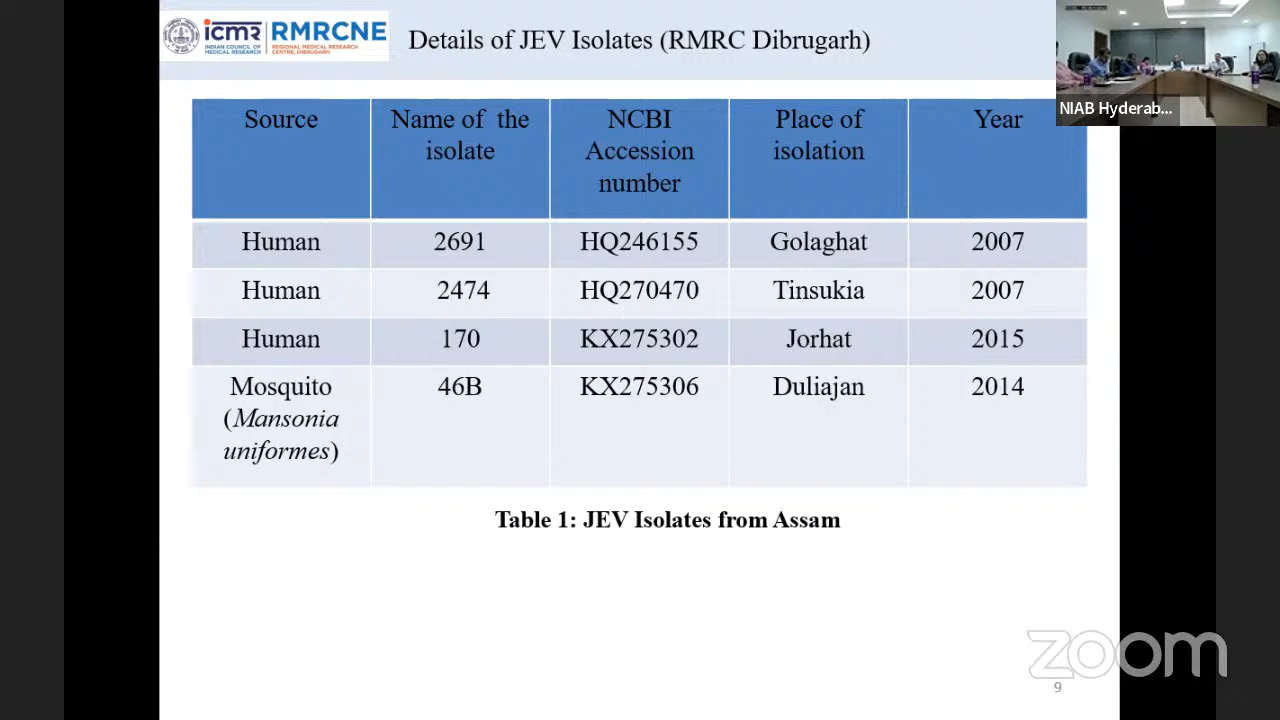 icmr RMRCNE
INDIAN COUNCIL OF
MEDICAL RESEARCH
REGIONAL MEDICAL RESEARCH
CENTRE, DIBRUGARH
Details of JEV Isolates (RMRC Dibrugarh)
NIAB Hyderab...
Source Name of the isolate NCBI Accession number Place of isolation Year
Human 2691 HQ246155 Golaghat 2007
Human 2474 HQ270470 Tinsukia 2007
Human 170 KX275302 Jorhat 2015
Mosquito 46B KX275306 Duliajan 2014
(Mansonia
uniformes)
Table 1: JEV Isolates from Assam
zoom
9